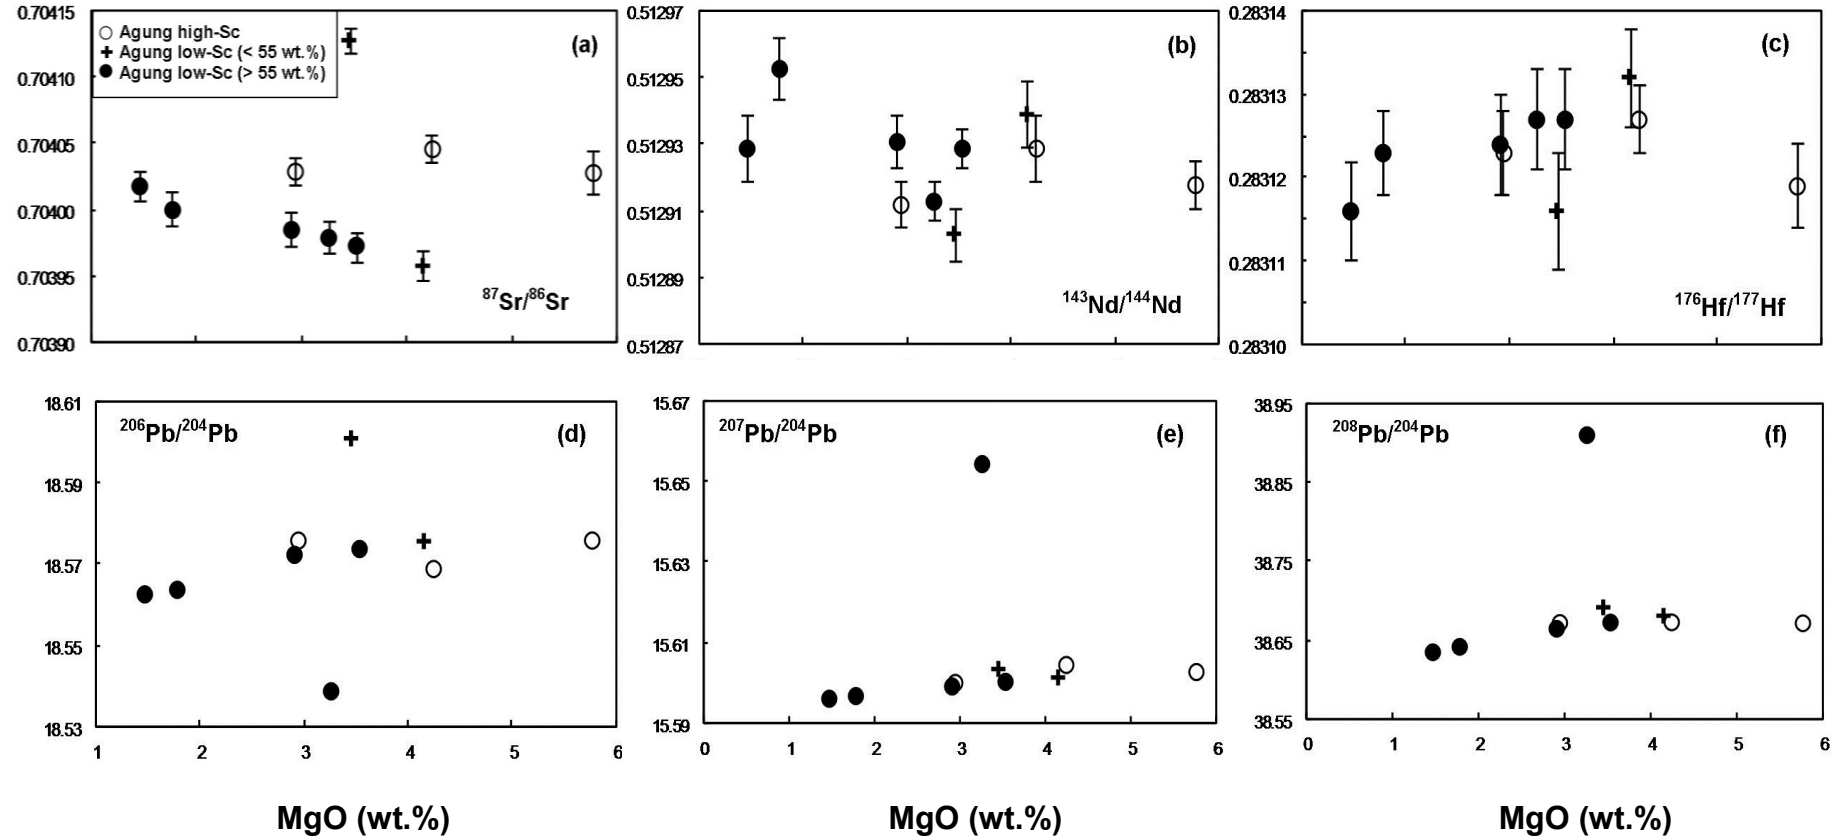 0.70415
0.70410
0.70405
0.70400
0.70395
0.70390
Agung high-Sc
Agung low-Sc (< 55 wt.%)
Agung low-Sc (> 55 wt.%)
(a)
⁸⁷Sr/⁸⁶Sr
0.51297
0.51295
0.51293
0.51291
0.51289
0.51287
(b)
¹⁴³Nd/¹⁴⁴Nd
0.28314
0.28313
0.28312
0.28311
0.28310
(c)
¹⁷⁶Hf/¹⁷⁷Hf
18.61
18.59
18.57
18.55
18.53
²⁰⁶Pb/²⁰⁴Pb
(d)
1 2 3 4 5 6
MgO (wt.%)
15.67
15.65
15.63
15.61
15.59
²⁰⁷Pb/²⁰⁴Pb
(e)
0 1 2 3 4 5 6
MgO (wt.%)
38.95
38.85
38.75
38.65
38.55
²⁰⁸Pb/²⁰⁴Pb
(f)
0 1 2 3 4 5 6
MgO (wt.%)